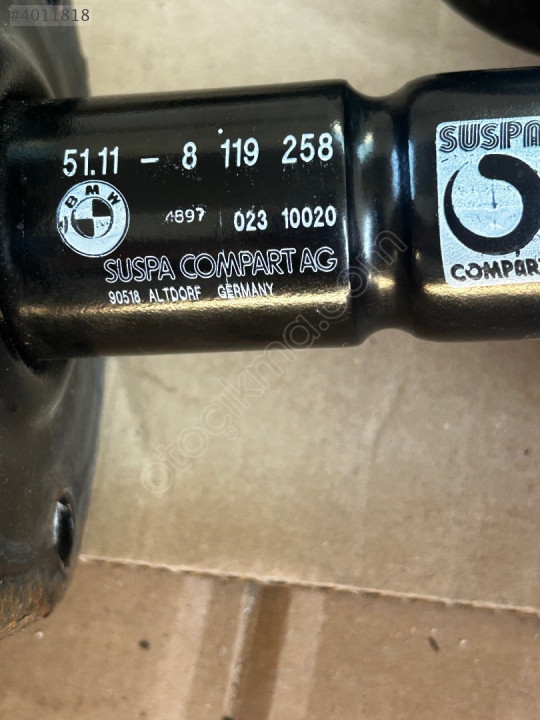 #4011818
51.11 - 8 119 258
BMW
4897 023 10020
SUSPA COMPART AG
90518 ALTDORF GERMANY
SUSPA
COMPART
otoçıkma.com